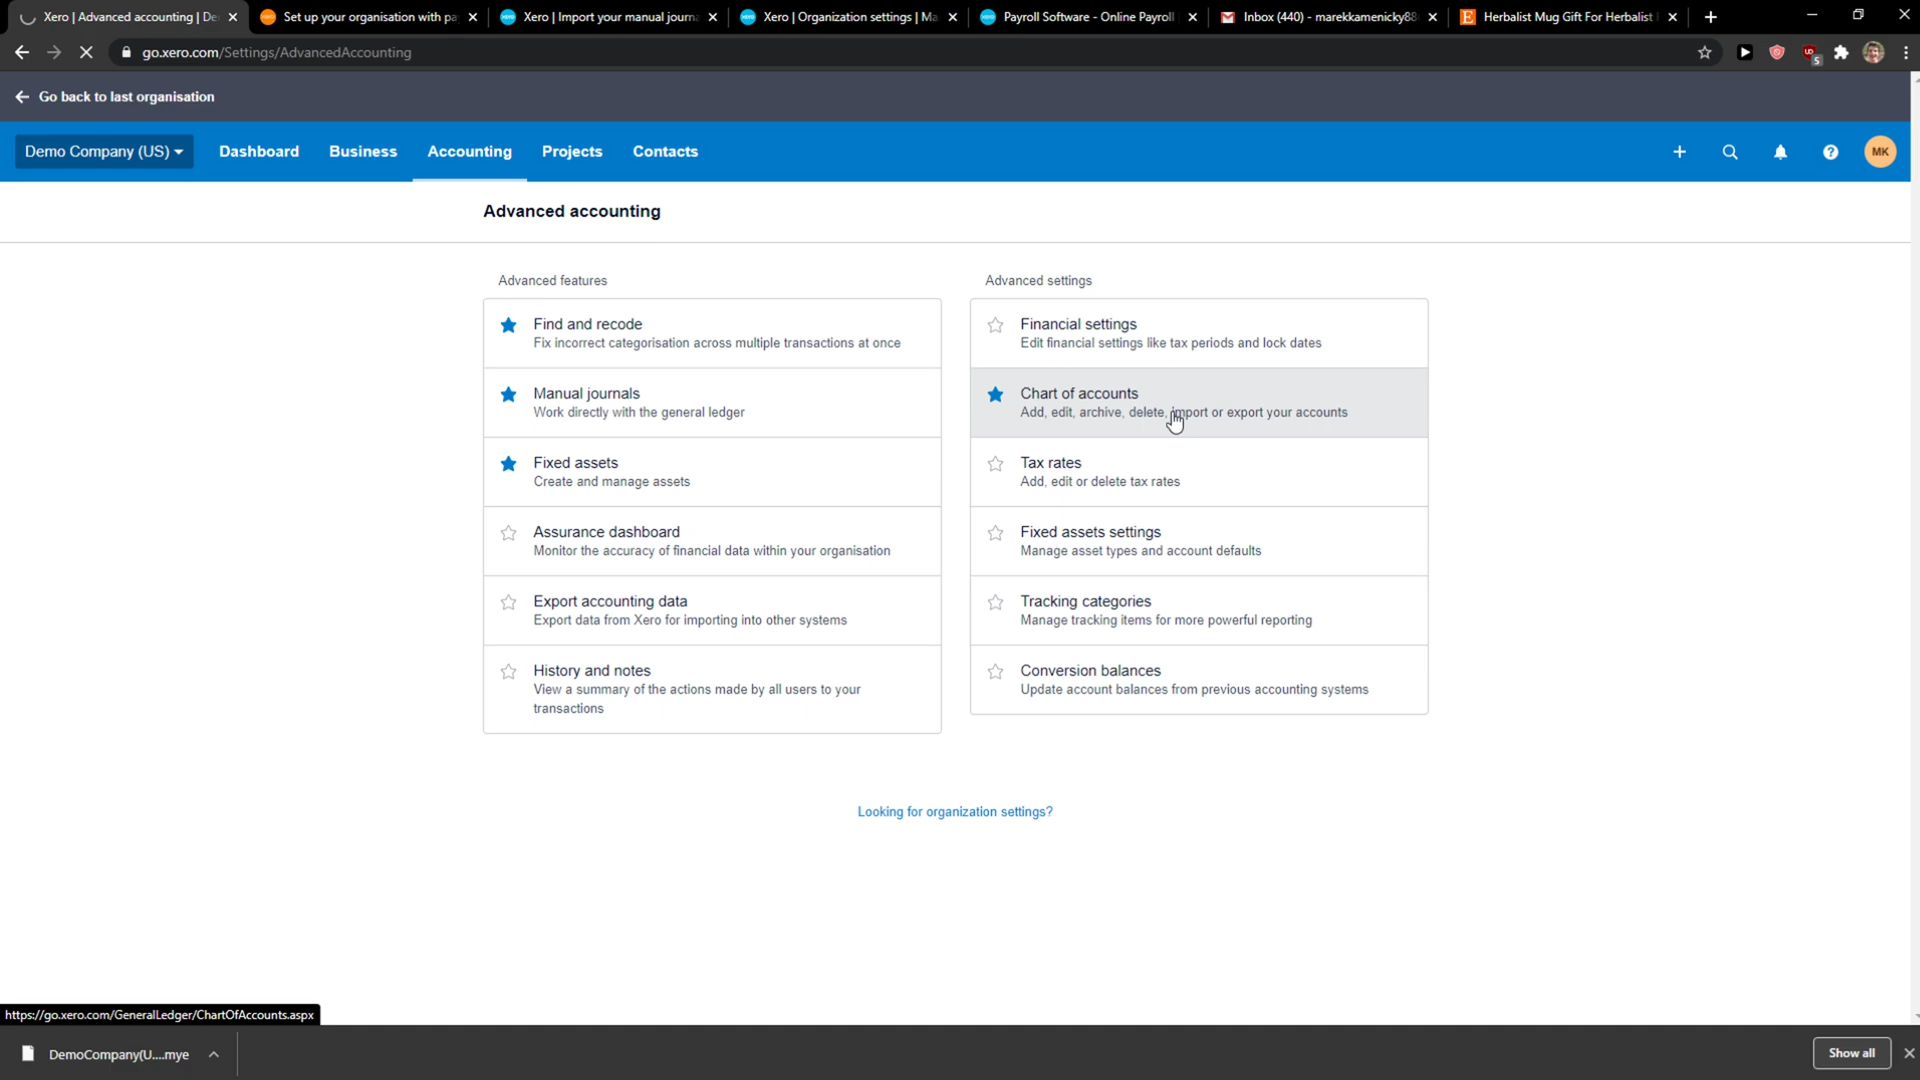 Xero | Advanced accounting | De
Set up your organisation with pa
Xero | Import your manual journ
Xero | Organization settings | Ma
Payroll Software - Online Payroll
Inbox (440) - marekkamenicky88
Herbalist Mug Gift For Herbalist
go.xero.com/Settings/AdvancedAccounting
5
Go back to last organisation
Demo Company (US)
Dashboard
Business
Accounting
Projects
Contacts
MK
Advanced accounting
Advanced features
Find and recode
Fix incorrect categorisation across multiple transactions at once
Manual journals
Work directly with the general ledger
Fixed assets
Create and manage assets
Assurance dashboard
Monitor the accuracy of financial data within your organisation
Export accounting data
Export data from Xero for importing into other systems
History and notes
View a summary of the actions made by all users to your
transactions
Advanced settings
Financial settings
Edit financial settings like tax periods and lock dates
Chart of accounts
Add, edit, archive, delete, import or export your accounts
Tax rates
Add, edit or delete tax rates
Fixed assets settings
Manage asset types and account defaults
Tracking categories
Manage tracking items for more powerful reporting
Conversion balances
Update account balances from previous accounting systems
Looking for organization settings?
https://go.xero.com/GeneralLedger/ChartOfAccounts.aspx
DemoCompany(U....mye
Show all